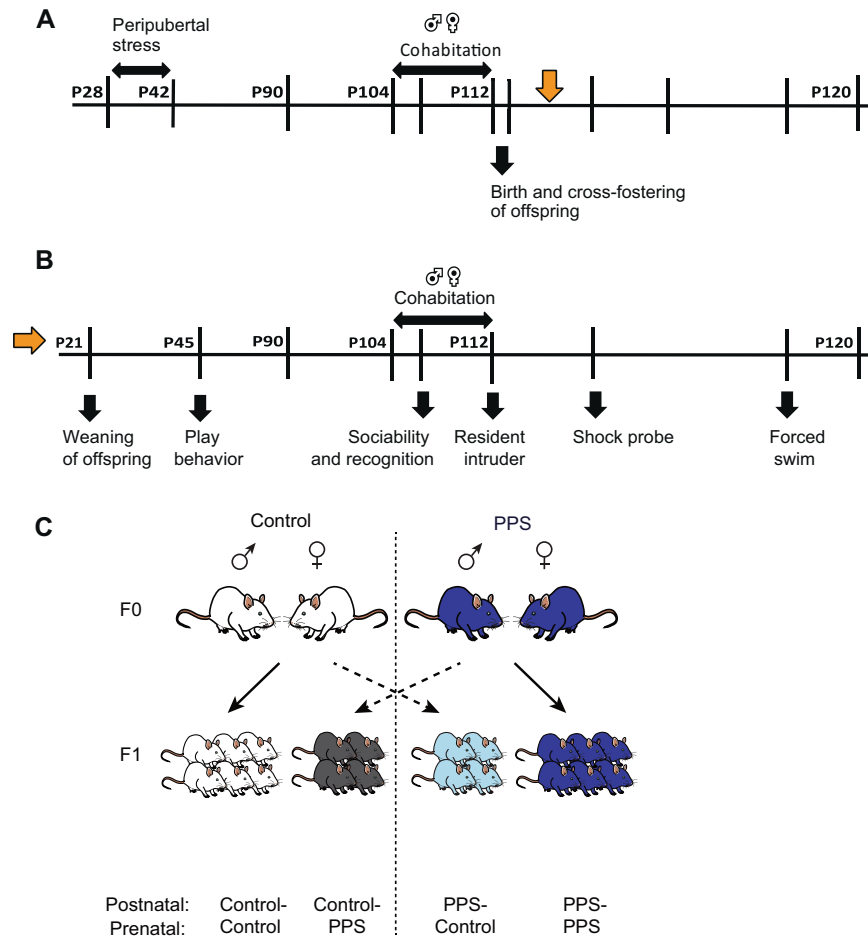 A
Peripubertal
stress
♂♀
Cohabitation
P28 P42 P90 P104 P112 P120
Birth and cross-fostering
of offspring
B
♂♀
Cohabitation
P21 P45 P90 P104 P112 P120
Weaning
of offspring
Play
behavior
Sociability
and recognition
Resident
intruder
Shock probe
Forced
swim
C
Control PPS
♂ ♀ ♂ ♀
F0
F1
Postnatal: Control- Control- PPS- PPS-
Prenatal: Control PPS Control PPS